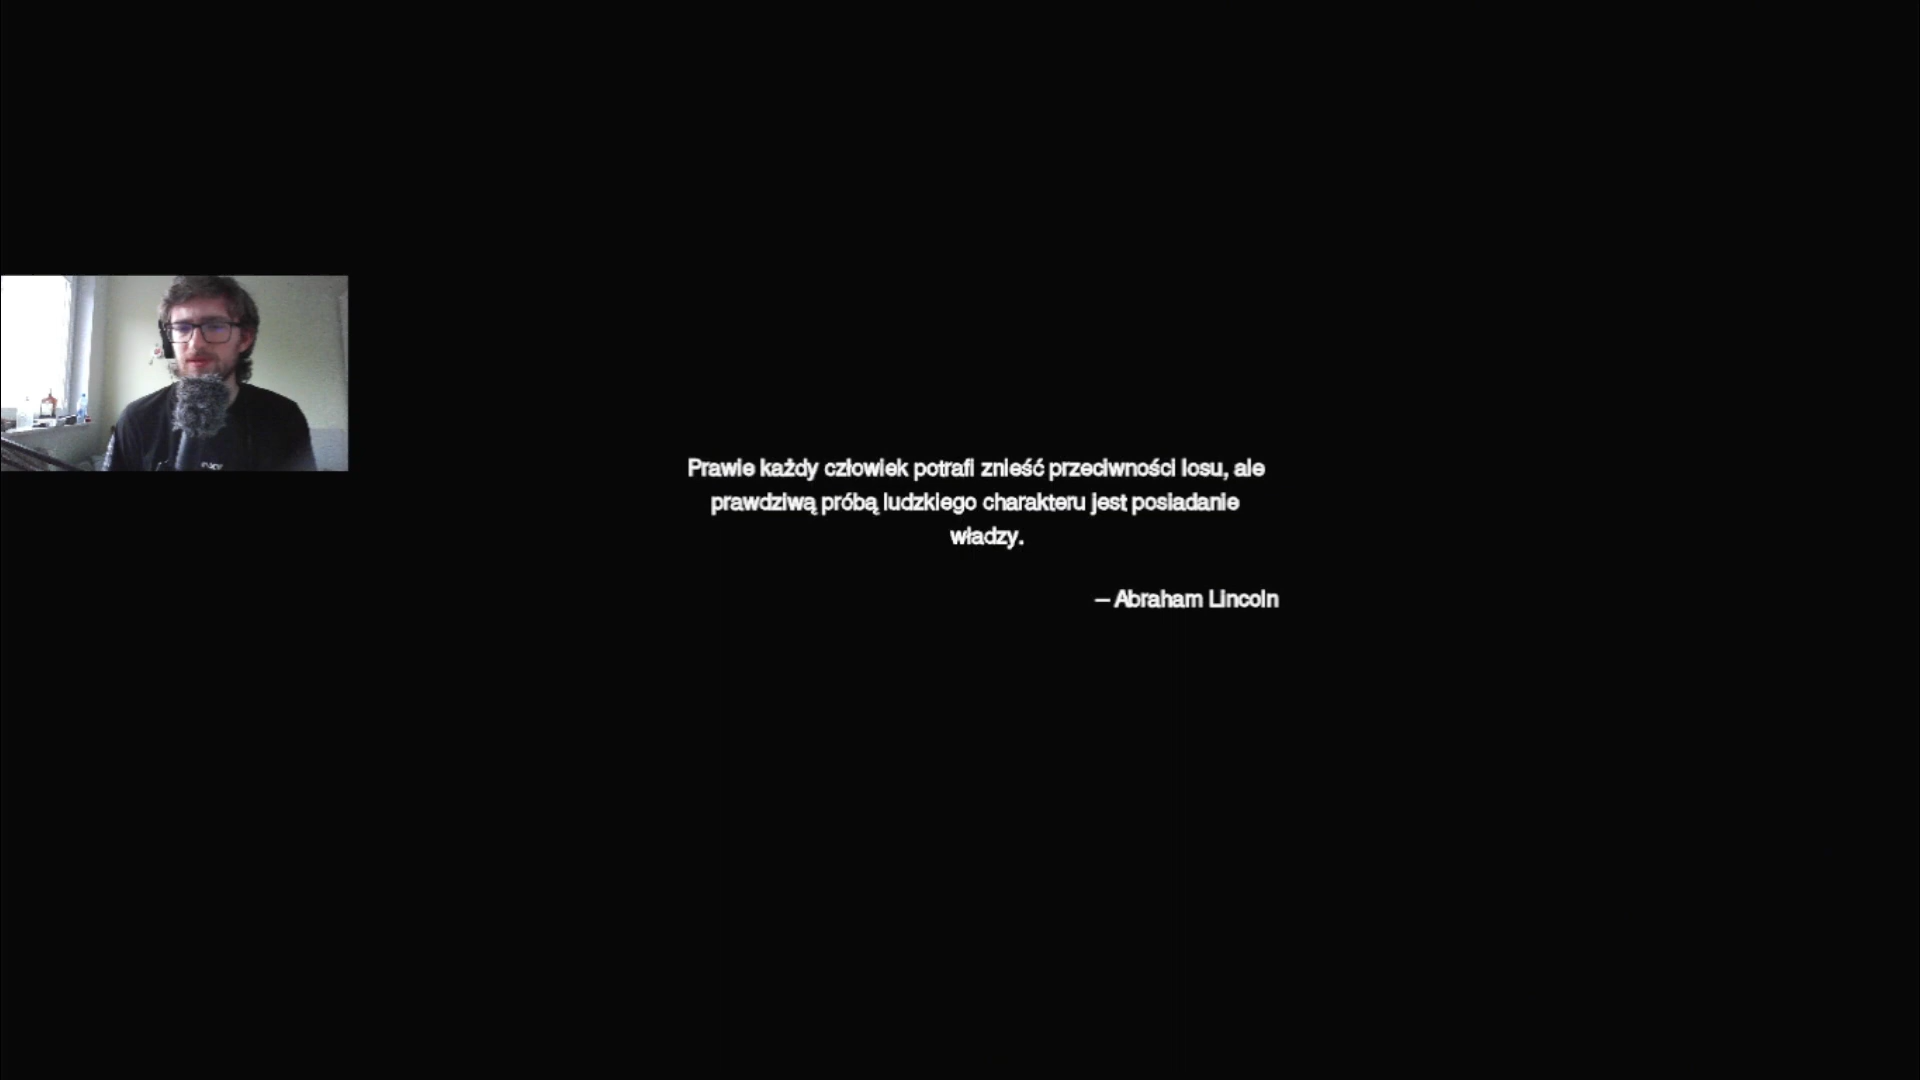 Prawie każdy człowiek potrafi znieść przeciwności losu, ale
prawdziwą próbą ludzkiego charakteru jest posiadanie
władzy.
– Abraham Lincoln